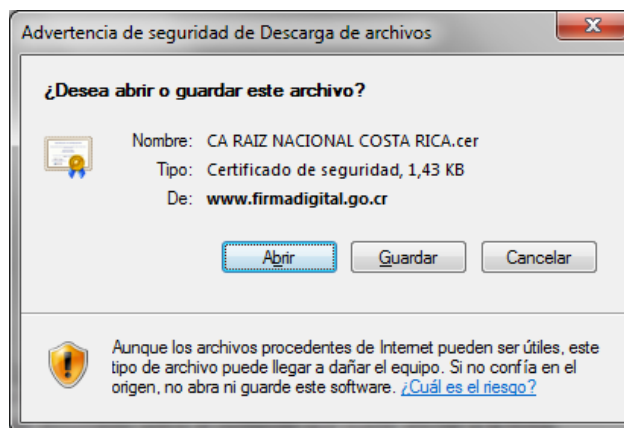 Advertencia de seguridad de Descarga de archivos
¿Desea abrir o guardar este archivo?
Nombre: CA RAIZ NACIONAL COSTA RICA.cer
Tipo: Certificado de seguridad, 1,43 KB
De: www.firmadigital.go.cr
Abrir Guardar Cancelar
Aunque los archivos procedentes de Internet pueden ser útiles, este
tipo de archivo puede llegar a dañar el equipo. Si no confía en el
origen, no abra ni guarde este software. ¿Cuál es el riesgo?